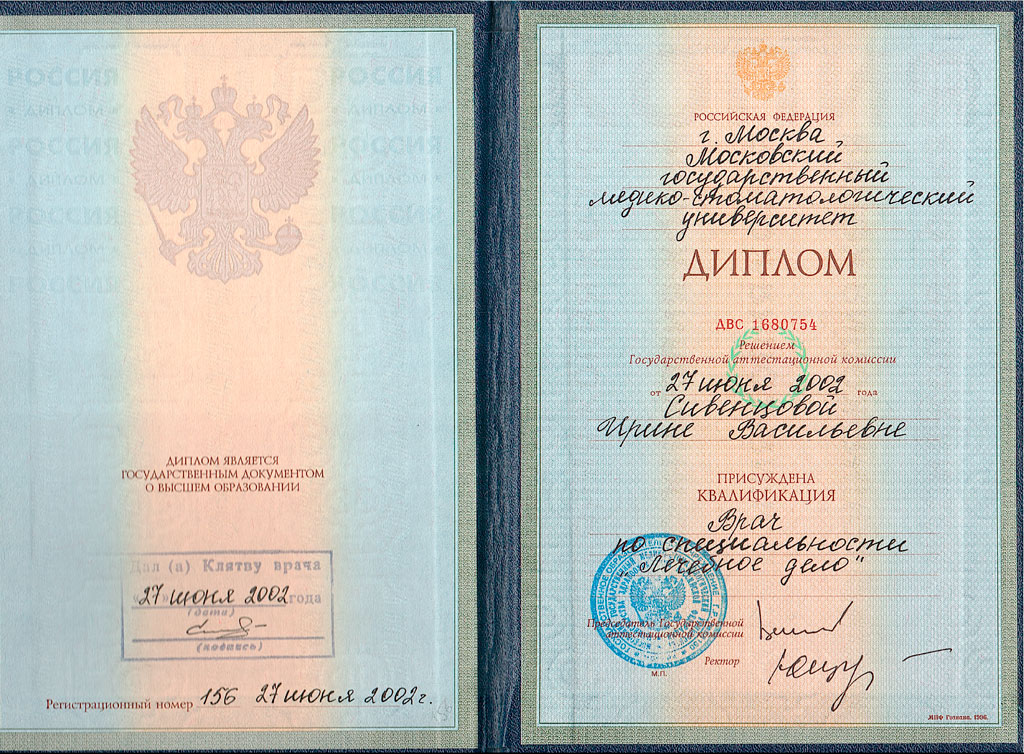 РОССИЯ РОССИЯ
ДИПЛОМ ДИПЛОМ
ДИПЛОМ ЯВЛЯЕТСЯ
ГОСУДАРСТВЕННЫМ ДОКУМЕНТОМ
О ВЫСШЕМ ОБРАЗОВАНИИ
Дал (а) Клятву врача
27 июня 2002 года
(дата)
(подпись)
Регистрационный номер 156 27 июня 2002г.
РОССИЙСКАЯ ФЕДЕРАЦИЯ
г. Москва
Московский
государственный
медико-стоматологический
университет
ДИПЛОМ
ДВС 1680754
Решением
Государственной аттестационной комиссии
от 27 июня 2002 года
Сивенцовой
Ирине Васильевне
ПРИСУЖДЕНА
КВАЛИФИКАЦИЯ
Врач
по специальности
"Лечебное дело"
Председатель Государственной
аттестационной комиссии
Ректор
М.П.
МПФ Гознака. 1996.